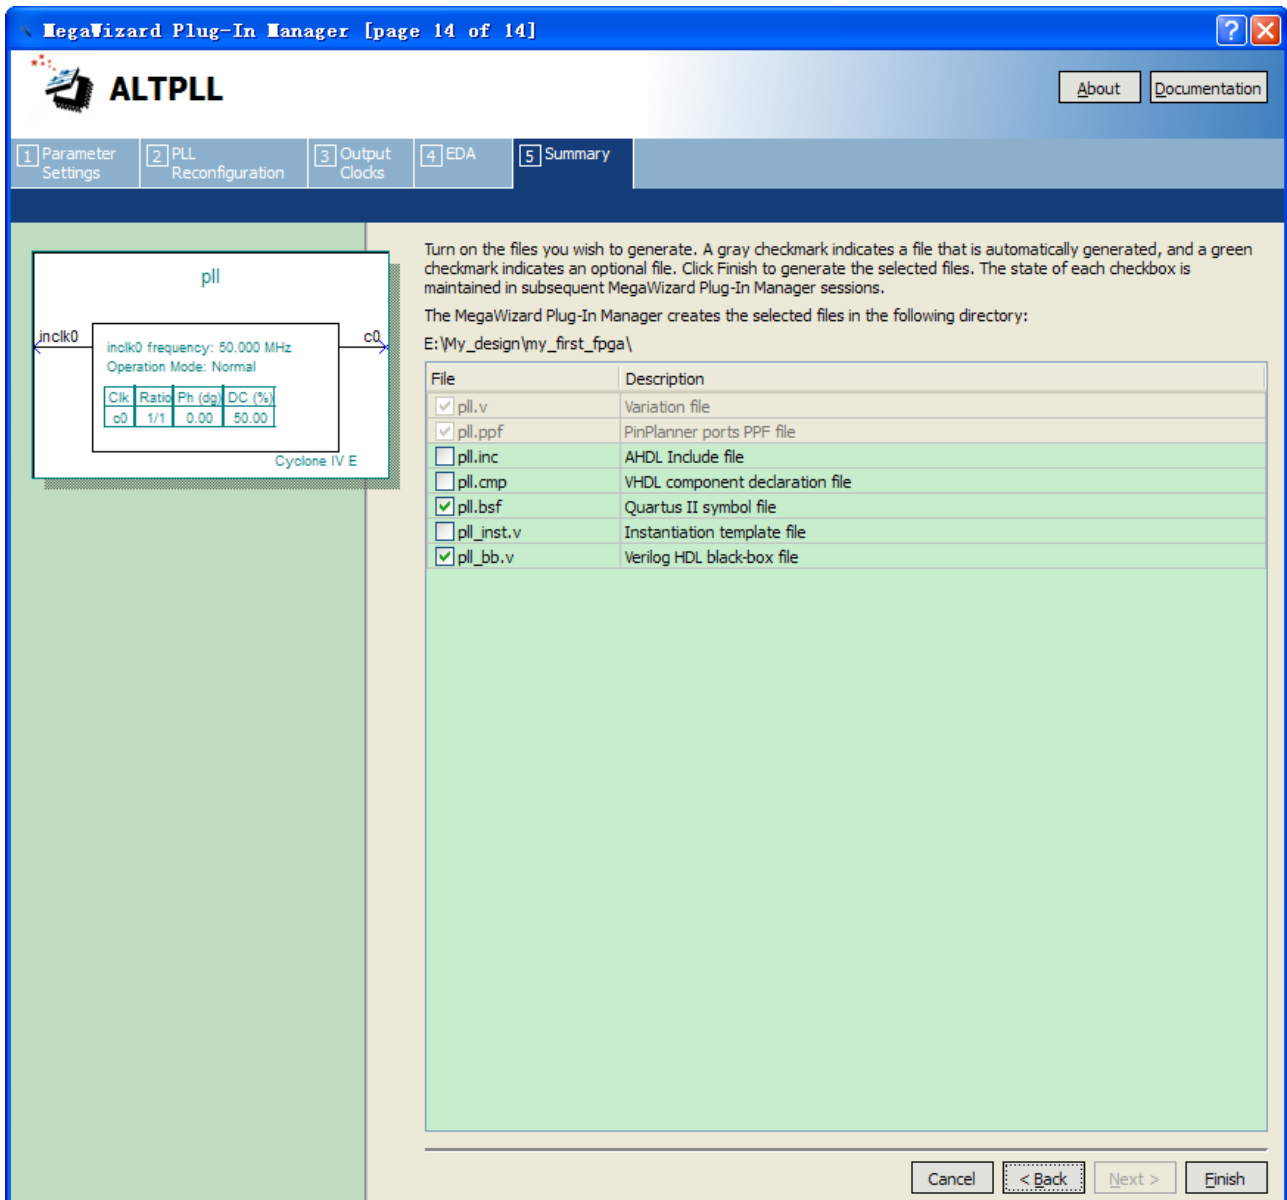 MegaWizard Plug-In Manager [page 14 of 14]
ALTPLL
About
Documentation
1 Parameter Settings
2 PLL Reconfiguration
3 Output Clocks
4 EDA
5 Summary
pll
inclk0
c0
inclk0 frequency: 50.000 MHz
Operation Mode: Normal
Clk Ratio Ph (dg) DC (%)
c0 1/1 0.00 50.00
Cyclone IV E
Turn on the files you wish to generate. A gray checkmark indicates a file that is automatically generated, and a green
checkmark indicates an optional file. Click Finish to generate the selected files. The state of each checkbox is
maintained in subsequent MegaWizard Plug-In Manager sessions.
The MegaWizard Plug-In Manager creates the selected files in the following directory:
E:\My_design\my_first_fpga\
File Description
pll.v Variation file
pll.ppf PinPlanner ports PPF file
pll.inc AHDL Include file
pll.cmp VHDL component declaration file
pll.bsf Quartus II symbol file
pll_inst.v Instantiation template file
pll_bb.v Verilog HDL black-box file
Cancel
< Back
Next >
Finish